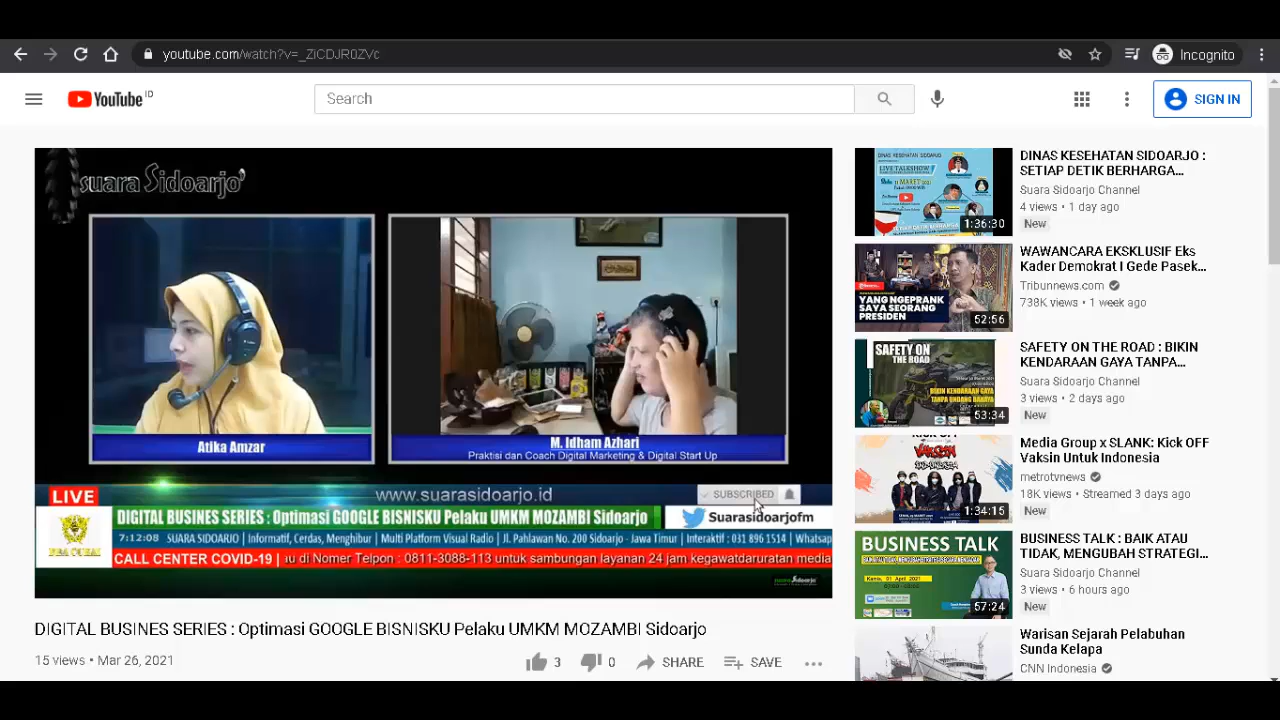 youtube.com/watch?v=_ZiCDJR0ZVc
Incognito
YouTube ID
Search
SIGN IN
suara Sidoarjo
Atika Amzar
M. Idham Azhari
Praktisi dan Coach Digital Marketing & Digital Start Up
LIVE
www.suarasidoarjo.id
SUBSCRIBED
DIGITAL BUSINES SERIES : Optimasi GOOGLE BISNISKU Pelaku UMKM MOZAMBI Sidoarjo
Suarasidoarjofm
7:12:08
SUARA SIDOARJO | Informatif, Cerdas, Menghibur | Multi Platform Visual Radio | Jl. Pahlawan No. 200 Sidoarjo - Jawa Timur | Interaktif : 031 896 1514 | Whatsap
CALL CENTER COVID-19 | au di Nomer Telpon : 0811-3088-113 untuk sambungan layanan 24 jam kegawatdaruratan media
DIGITAL BUSINES SERIES : Optimasi GOOGLE BISNISKU Pelaku UMKM MOZAMBI Sidoarjo
15 views • Mar 26, 2021
3
0
SHARE
SAVE
LIVE TALKSHOW
1:36:30
DINAS KESEHATAN SIDOARJO :
SETIAP DETIK BERHARGA...
Suara Sidoarjo Channel
4 views • 1 day ago
New
YANG NGEPRANK
SAYA SEORANG
PRESIDEN
52:56
WAWANCARA EKSKLUSIF Eks
Kader Demokrat I Gede Pasek...
Tribunnews.com
738K views • 1 week ago
SAFETY ON
THE ROAD
BIKIN
KENDARAAN GAYA
53:34
SAFETY ON THE ROAD : BIKIN
KENDARAAN GAYA TANPA...
Suara Sidoarjo Channel
3 views • 2 days ago
New
KICK OFF
VAKSIN
1:34:15
Media Group x SLANK: Kick OFF
Vaksin Untuk Indonesia
metrotvnews
18K views • Streamed 3 days ago
New
BUSINESS TALK
57:24
BUSINESS TALK : BAIK ATAU
TIDAK, MENGUBAH STRATEGI...
Suara Sidoarjo Channel
3 views • 6 hours ago
New
Warisan Sejarah Pelabuhan
Sunda Kelapa
CNN Indonesia